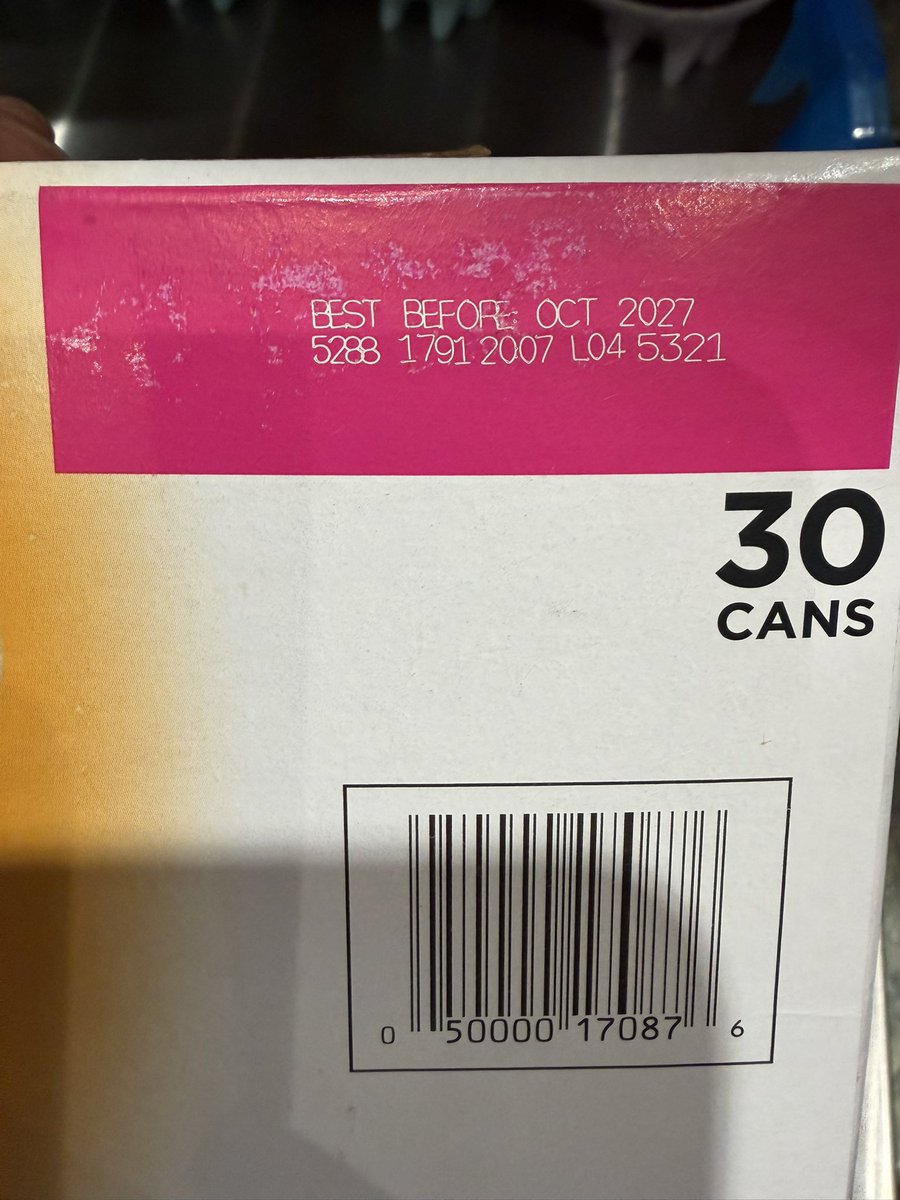 BEST BEFORE: OCT 2027
5288 1791 2007 L04 5321
30
CANS
0 50000 17087 6